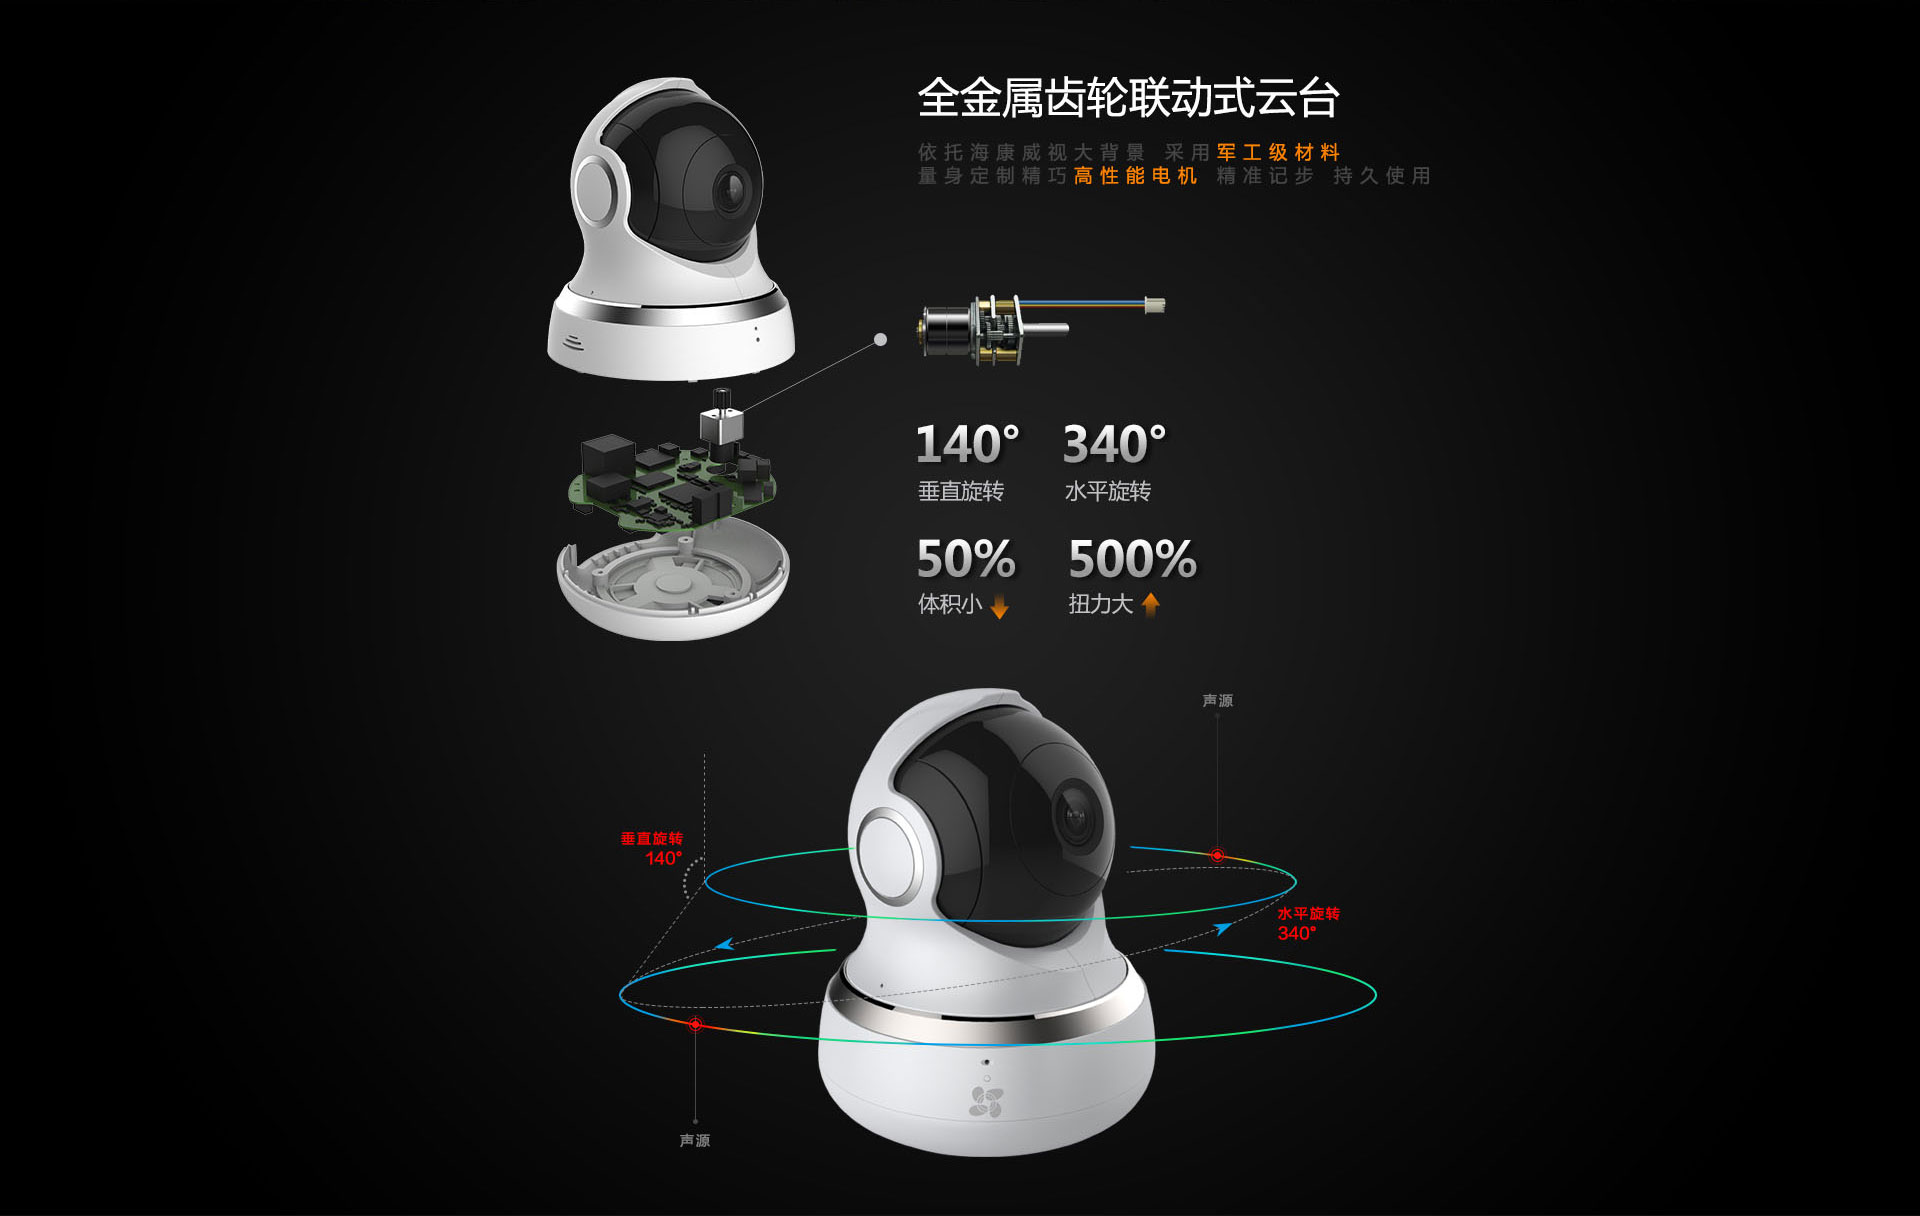 全金属齿轮联动式云台
依托海康威视大背景 采用军工级材料
量身定制精巧高性能电机 精准记步 持久使用
140° 340°
垂直旋转 水平旋转
50% 500%
体积小 扭力大
声源
垂直旋转
140°
水平旋转
340°
声源